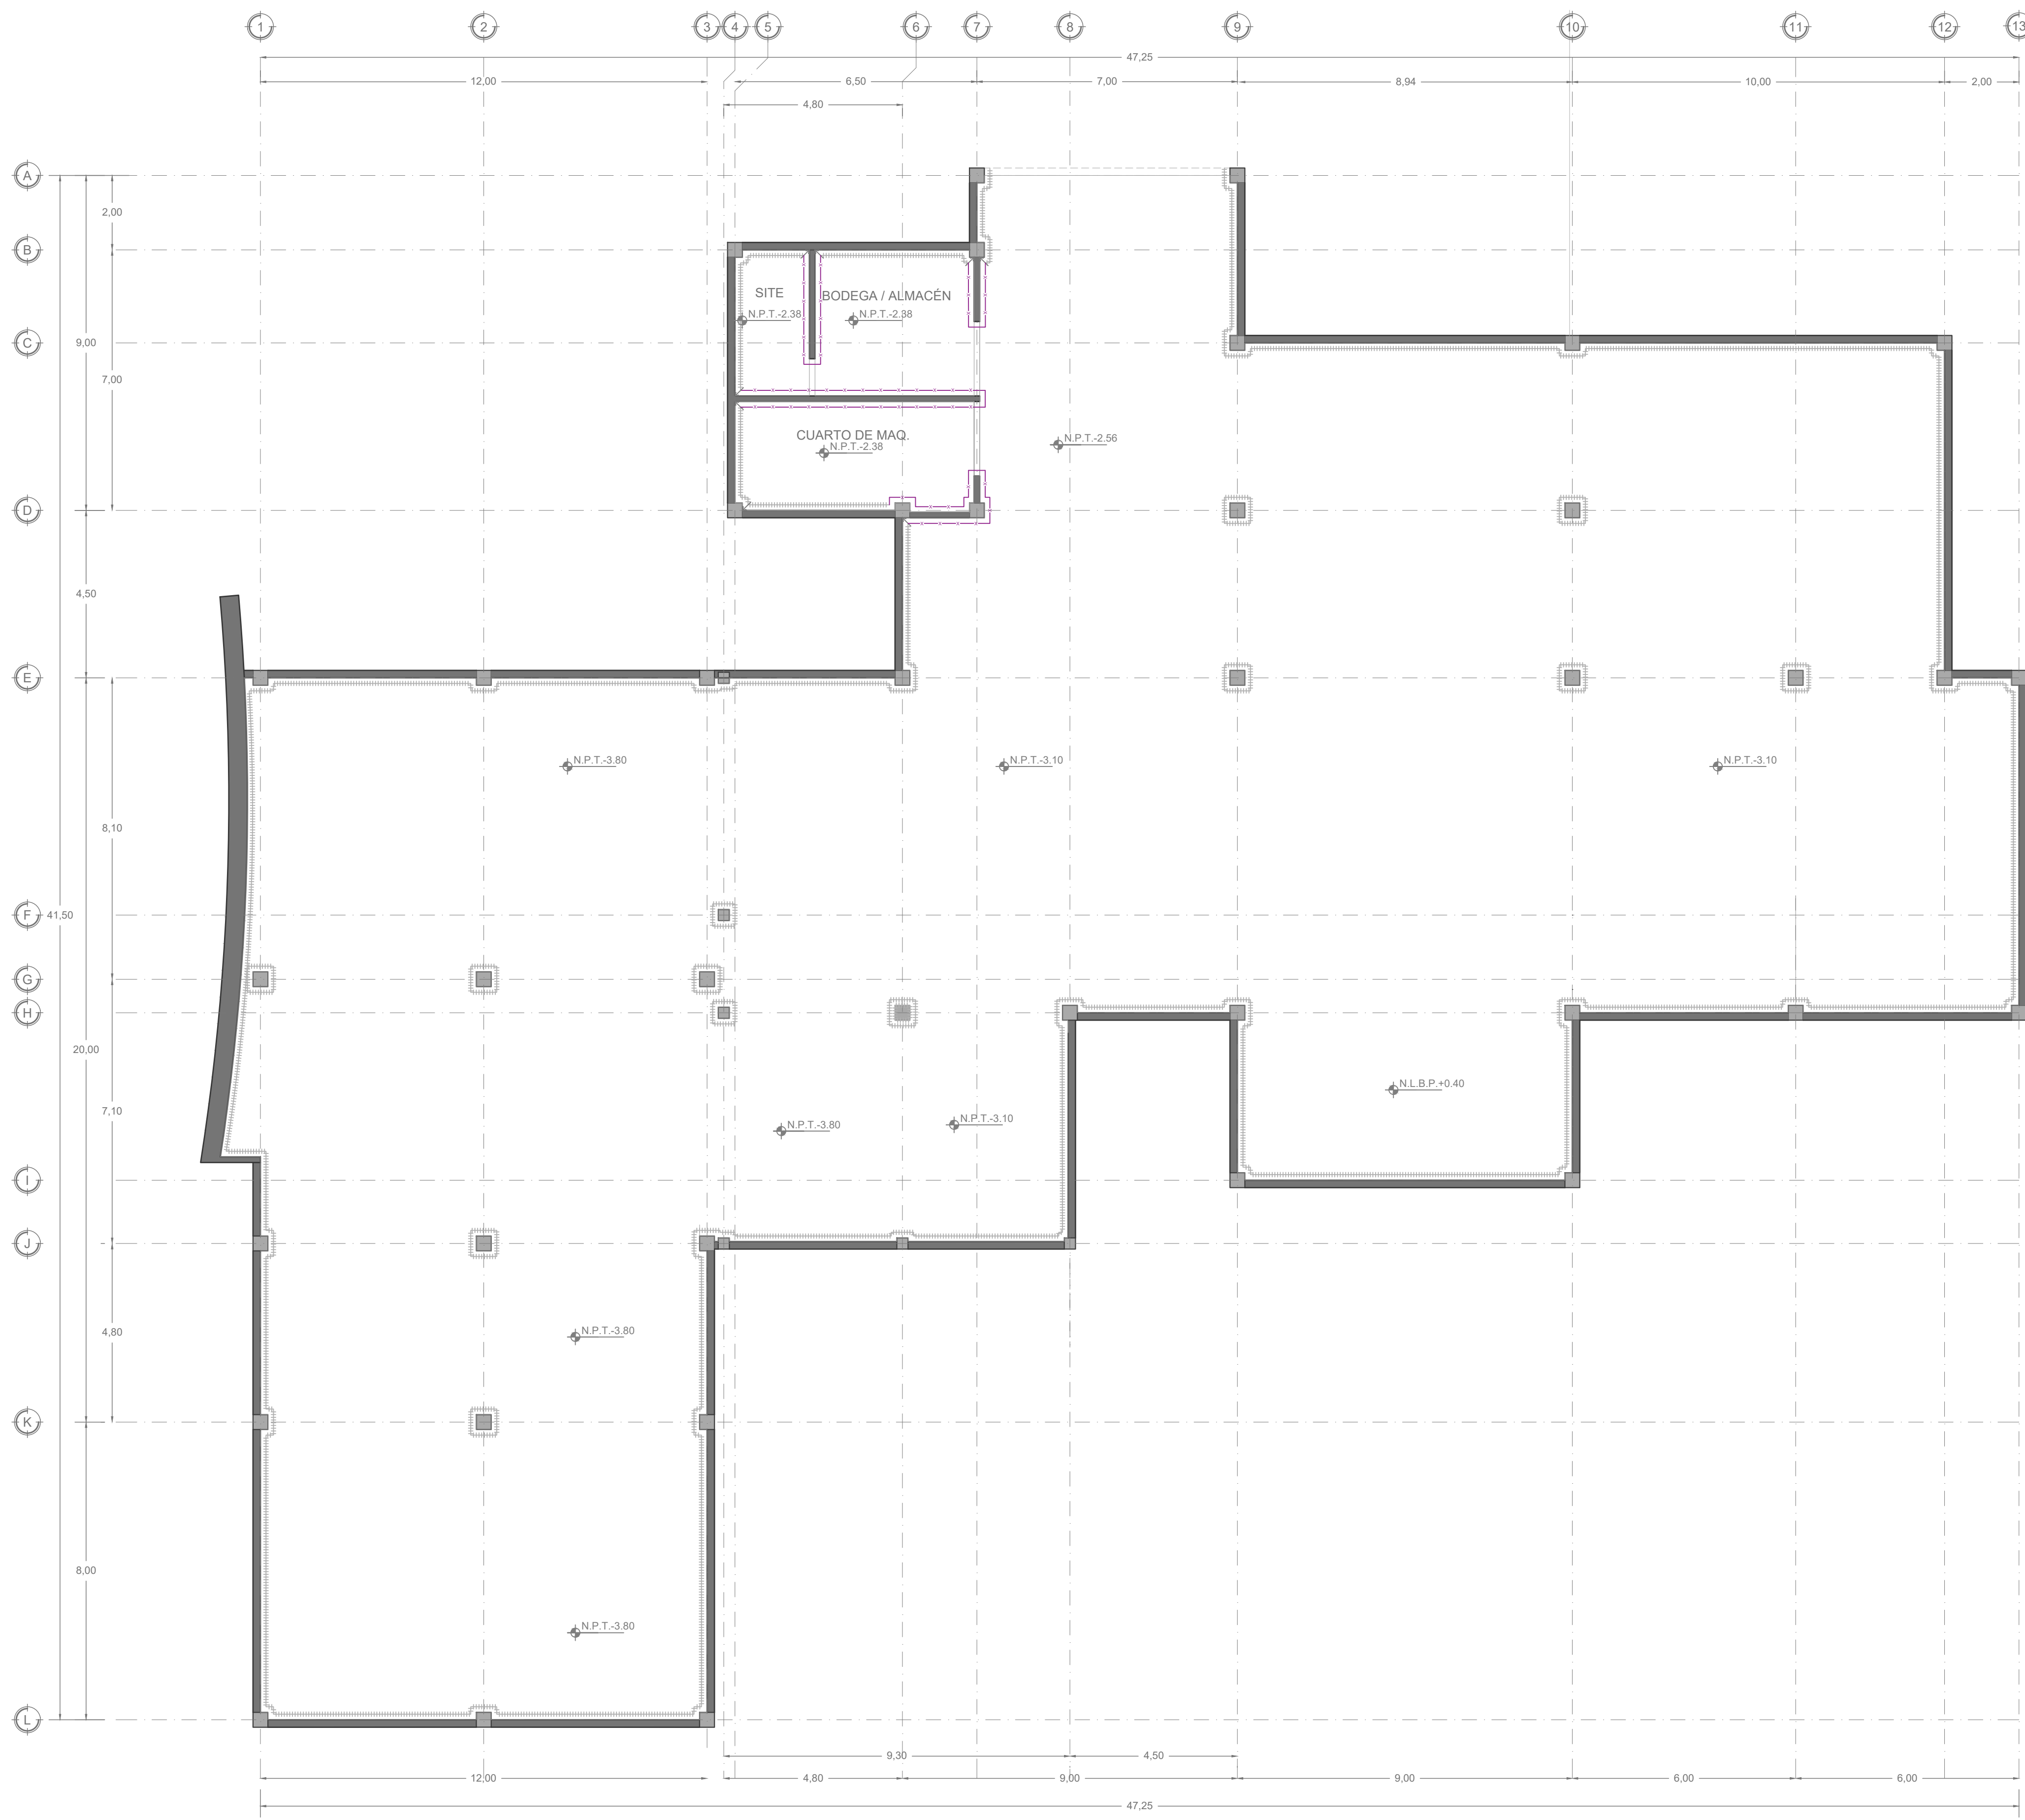 1 2 3 4 5 6 7 8 9 10 11 12 13
47,25
12,00 6,50 7,00 8,94 10,00 2,00
4,80
A
2,00
B
SITE BODEGA / ALMACÉN
N.P.T.-2.38 N.P.T.-2.38
C
9,00
7,00
CUARTO DE MAQ.
N.P.T.-2.38
N.P.T.-2.56
D
4,50
E
N.P.T.-3.80 N.P.T.-3.10 N.P.T.-3.10
8,10
F 41,50
G
H
20,00
N.L.B.P.+0.40
7,10
N.P.T.-3.80 N.P.T.-3.10
I
J
4,80
N.P.T.-3.80
K
8,00
N.P.T.-3.80
L
9,30 4,50
12,00 4,80 9,00 9,00 6,00 6,00
47,25